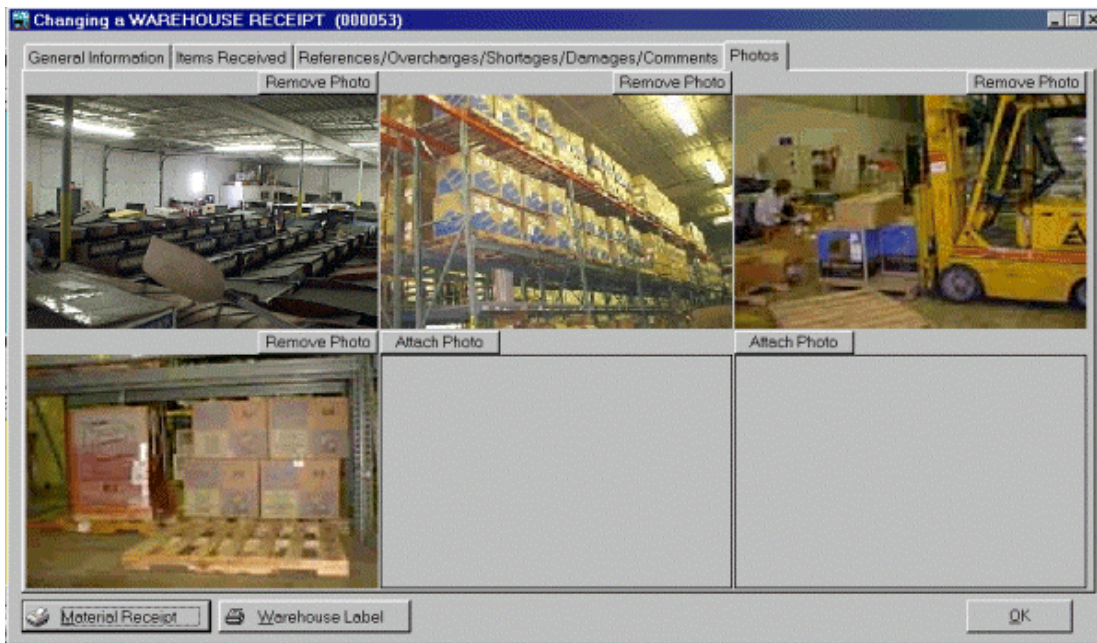 Changing a WAREHOUSE RECEIPT (000053)
General Information Items Received References/Overcharges/Shortages/Damages/Comments Photos
Remove Photo Remove Photo Remove Photo
Remove Photo Attach Photo Attach Photo
Material Receipt Warehouse Label OK